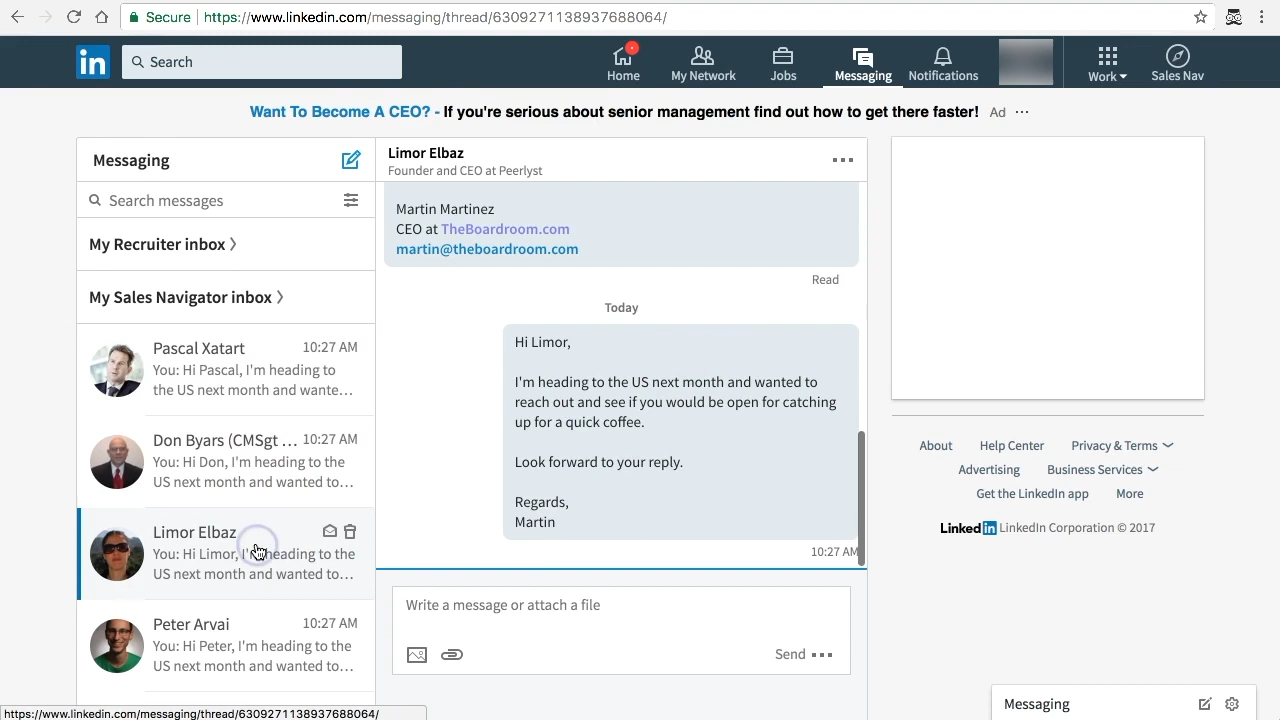 Secure | https://www.linkedin.com/messaging/thread/6309271138937688064/
in
Search
Home
My Network
Jobs
Messaging
Notifications
Work
Sales Nav
Want To Become A CEO? - If you're serious about senior management find out how to get there faster! Ad ···
Messaging
Search messages
My Recruiter inbox
My Sales Navigator inbox
Pascal Xatart 10:27 AM
You: Hi Pascal, I'm heading to
the US next month and wante...
Don Byars (CMSgt ... 10:27 AM
You: Hi Don, I'm heading to the
US next month and wanted to...
Limor Elbaz
You: Hi Limor, I'm heading to the
US next month and wanted to...
Peter Arvai 10:27 AM
You: Hi Peter, I'm heading to the
US next month and wanted to...
Limor Elbaz
Founder and CEO at Peerlyst
Martin Martinez
CEO at TheBoardroom.com
martin@theboardroom.com
Read
Today
Hi Limor,
I'm heading to the US next month and wanted to
reach out and see if you would be open for catching
up for a quick coffee.
Look forward to your reply.
Regards,
Martin
10:27 AM
Write a message or attach a file
Send
About Help Center Privacy & Terms
Advertising Business Services
Get the LinkedIn app More
Linked in LinkedIn Corporation © 2017
Messaging
https://www.linkedin.com/messaging/thread/6309271138937688064/